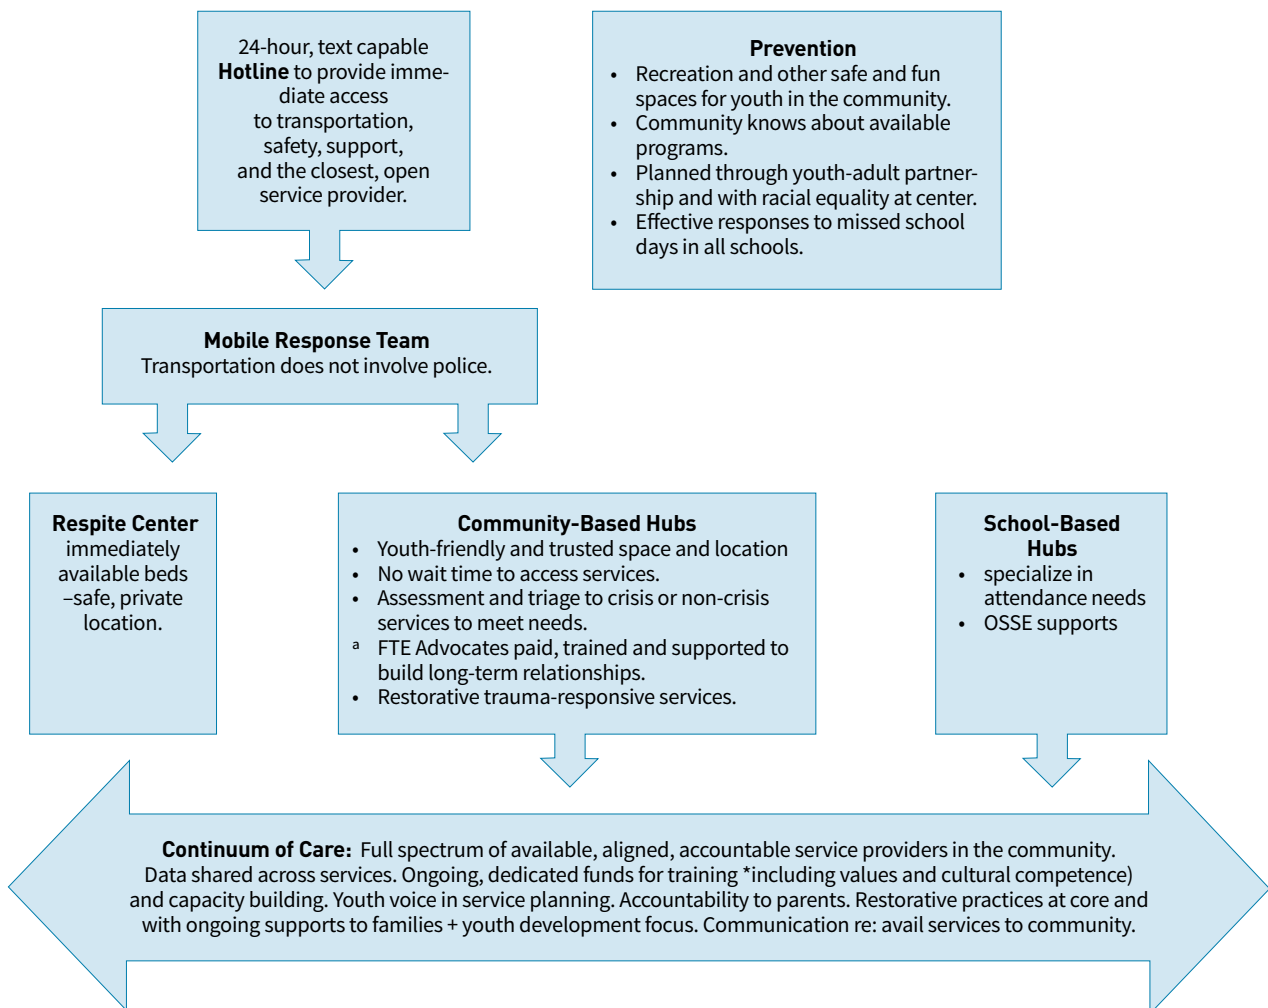 24-hour, text capable
Hotline to provide imme-
diate access
to transportation,
safety, support,
and the closest, open
service provider.
Prevention
• Recreation and other safe and fun
spaces for youth in the community.
• Community knows about available
programs.
• Planned through youth-adult partner-
ship and with racial equality at center.
• Effective responses to missed school
days in all schools.
Mobile Response Team
Transportation does not involve police.
Respite Center
immediately
available beds
–safe, private
location.
Community-Based Hubs
• Youth-friendly and trusted space and location
• No wait time to access services.
• Assessment and triage to crisis or non-crisis
services to meet needs.
ª FTE Advocates paid, trained and supported to
build long-term relationships.
• Restorative trauma-responsive services.
School-Based
Hubs
• specialize in
attendance needs
• OSSE supports
Continuum of Care: Full spectrum of available, aligned, accountable service providers in the community.
Data shared across services. Ongoing, dedicated funds for training *including values and cultural competence)
and capacity building. Youth voice in service planning. Accountability to parents. Restorative practices at core and
with ongoing supports to families + youth development focus. Communication re: avail services to community.